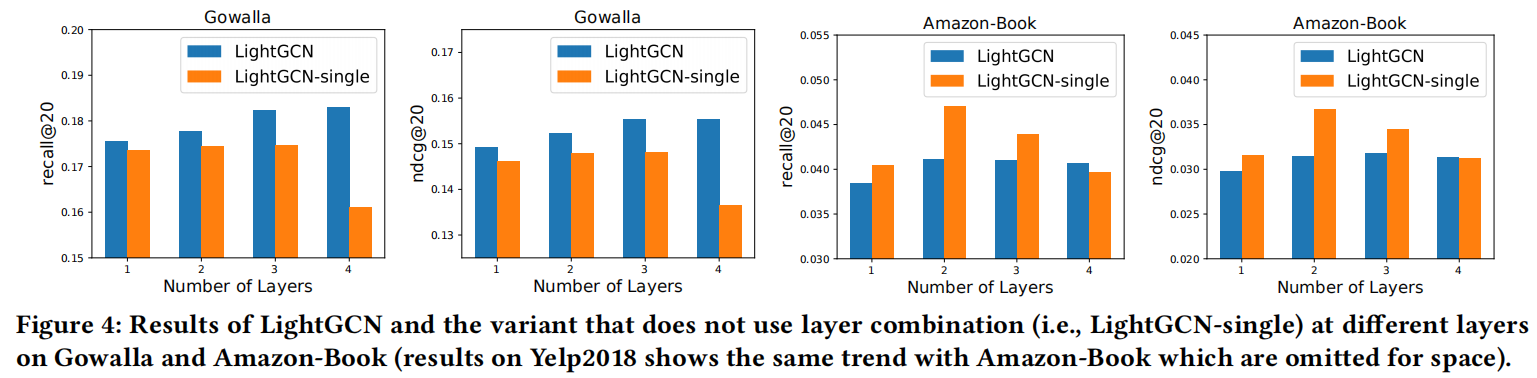 Gowalla
0.20
0.19
0.18
0.17
0.16
0.15
recall@20
LightGCN
LightGCN-single
1 2 3 4
Number of Layers
Gowalla
0.17
0.16
0.15
0.14
0.13
ndcg@20
LightGCN
LightGCN-single
1 2 3 4
Number of Layers
Amazon-Book
0.055
0.050
0.045
0.040
0.035
0.030
recall@20
LightGCN
LightGCN-single
1 2 3 4
Number of Layers
Amazon-Book
0.045
0.040
0.035
0.030
0.025
0.020
ndcg@20
LightGCN
LightGCN-single
1 2 3 4
Number of Layers
Figure 4: Results of LightGCN and the variant that does not use layer combination (i.e., LightGCN-single) at different layers
on Gowalla and Amazon-Book (results on Yelp2018 shows the same trend with Amazon-Book which are omitted for space).